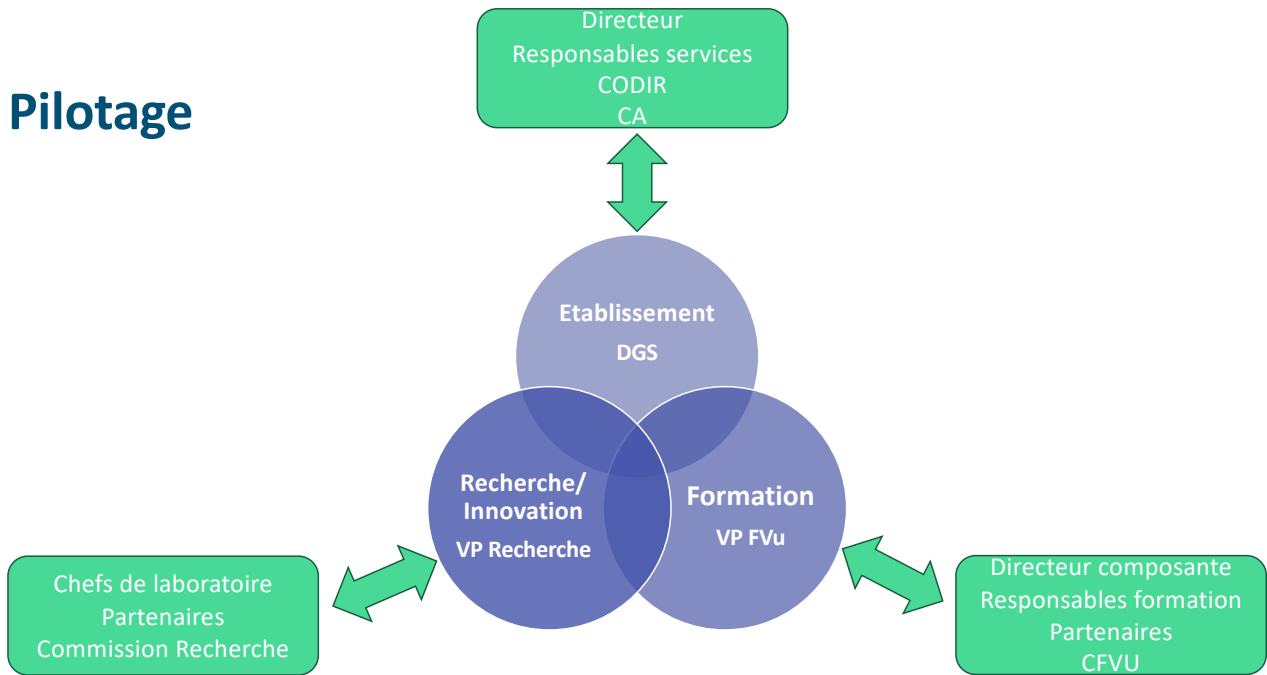 Pilotage
Directeur
Responsables services
CODIR
CA
Etablissement
DGS
Recherche/
Innovation
VP Recherche
Formation
VP FVu
Chefs de laboratoire
Partenaires
Commission Recherche
Directeur composante
Responsables formation
Partenaires
CFVU